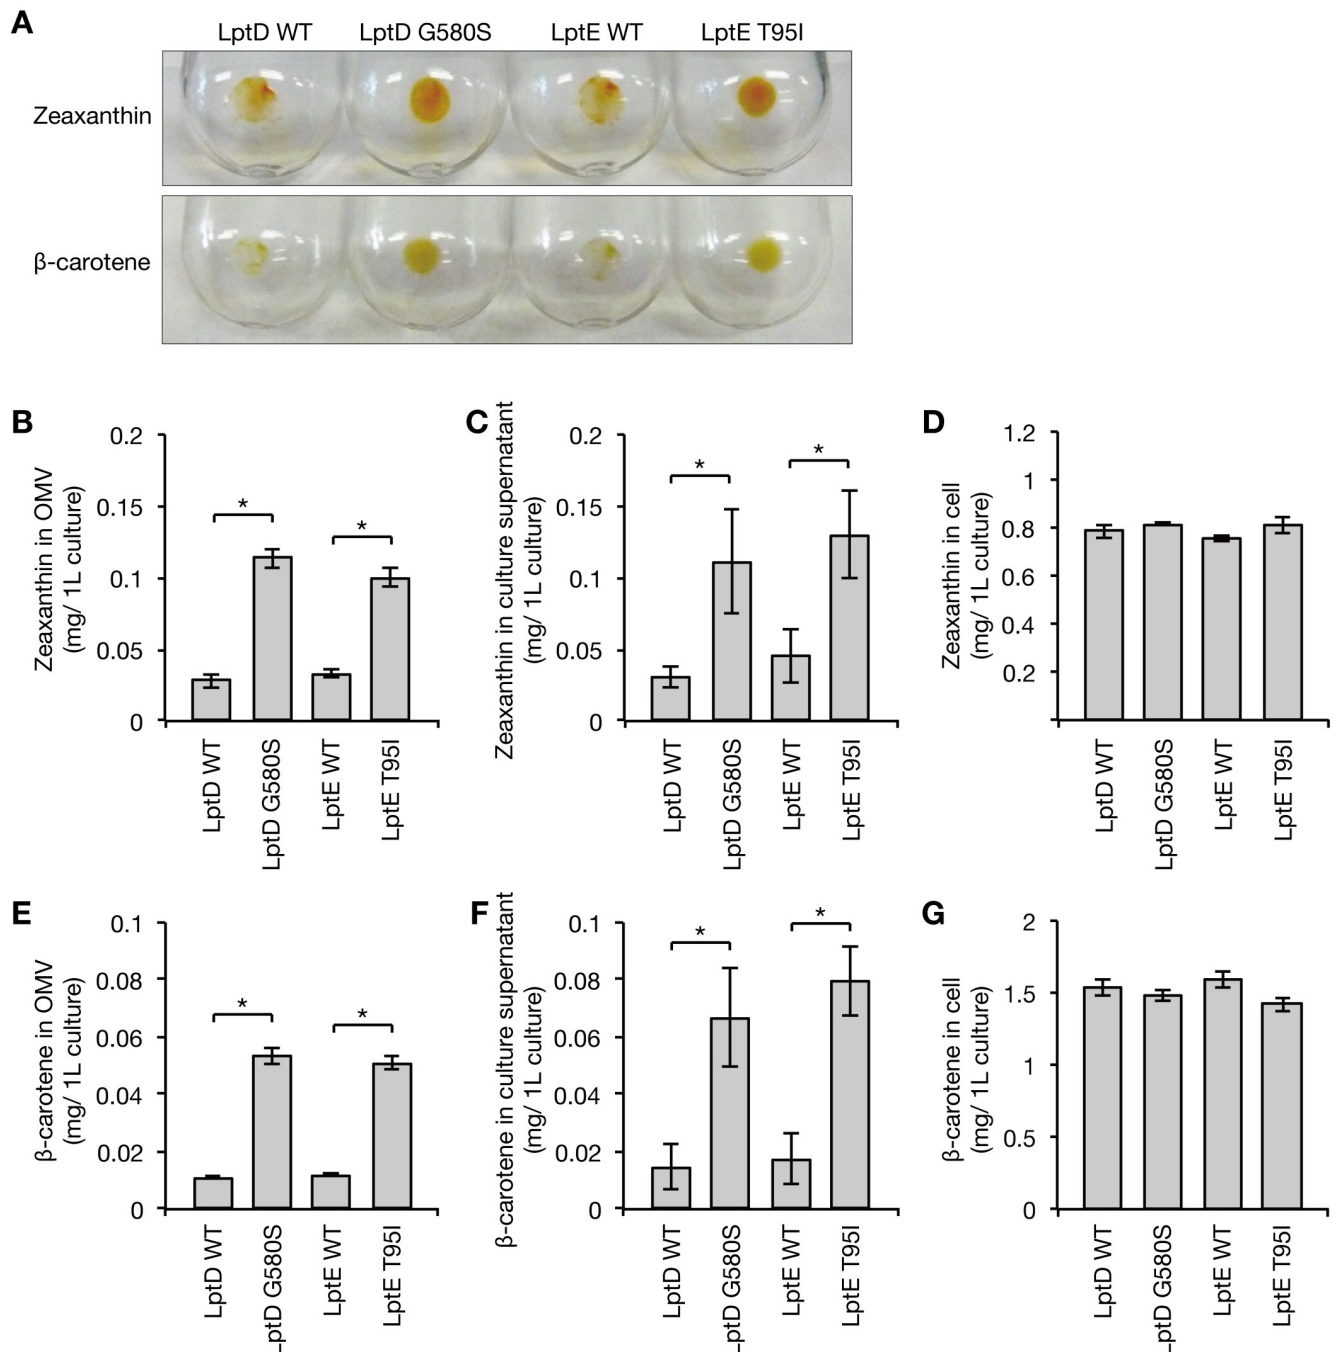 A
LptD WT LptD G580S LptE WT LptE T95I
Zeaxanthin
β-carotene
B
Zeaxanthin in OMV
(mg/ 1L culture)
0.2
0.15
0.1
0.05
0
*
*
LptD WT
LptD G580S
LptE WT
LptE T95I
C
Zeaxanthin in culture supernatant
(mg/ 1L culture)
0.2
0.15
0.1
0.05
0
*
*
LptD WT
LptD G580S
LptE WT
LptE T95I
D
Zeaxanthin in cell
(mg/ 1L culture)
1.2
1
0.8
0.6
0.4
0.2
LptD WT
LptD G580S
LptE WT
LptE T95I
E
β-carotene in OMV
(mg/ 1L culture)
0.1
0.08
0.06
0.04
0.02
0
*
*
LptD WT
LptD G580S
LptE WT
LptE T95I
F
β-carotene in culture supernatant
(mg/ 1L culture)
0.1
0.08
0.06
0.04
0.02
0
*
*
LptD WT
LptD G580S
LptE WT
LptE T95I
G
β-carotene in cell
(mg/ 1L culture)
2
1.5
1
0.5
0
LptD WT
LptD G580S
LptE WT
LptE T95I